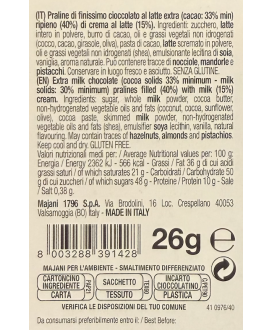 (IT) Praline di finissimo cioccolato al latte extra (cacao: 33% min)
ripieno (40%) di crema al latte (15%). Ingredienti: zucchero, latte
intero in polvere, burro di cacao, oli e grassi vegetali non idrogenati
(cocco, cacao, girasole, oliva), pasta di cacao, latte scremato in polvere,
oli e grassi vegetali non idrogenati (shea), emulsionante lecitina di soia,
vaniglia, aroma naturale. Può contenere tracce di nocciole, mandorle e
pistacchi. Conservare in luogo fresco e asciutto. SENZA GLUTINE.
(EN) Extra milk chocolate (cocoa solids 33% minimum - milk
solids: 30% minimum) pralines filled (40%) with milk (15%)
cream. Ingredients: sugar, whole milk powder, cocoa butter,
non-hydrogenated vegetable oils and fats (coconut, cocoa, sunflower,
olive), cocoa paste, skimmed milk powder, non-hydrogenated
oils and fats (shea), emulsifier soya lecithin, vanilla, natural
flavouring. May contain traces of hazelnuts, almonds and pistachios.
Keep cool and dry. GLUTEN FREE.
Valori nutrizionali medi per: / Average Nutritional values per: 100 g:
Energia / Energy 2362 kJ - 566 kcal - Grassi / Fat 36 g di cui grassi
saturi / of which saturates 21 g - Carboidrati / Carbohydrate 50 g
di cui zuccheri / of which sugars 48 g - Proteine / Protein 10 g - Sale
/ Salt 0,38 g.
Majani 1796 S.p.A. Via Brodolini, 16 Loc. Crespellano 40053
Valsamoggia (BO) Italy MADE IN ITALY
26g e
8 003288 391428
MAJANI PER L'AMBIENTE - SMALTIMENTO DIFFERENZIATO
CARTONCINO INGREDIENTE PAP21 SACCHETTO INCARTO CIOCCOLATINO
CARTA TESSUTO PLASTICA
VERIFICA LE DISPOSIZIONI DEL TUO COMUNE
41 0976/40
Da consumarsi preferibilmente entro il: / Best Before: